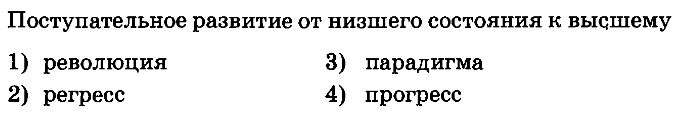 Поступательное развитие от низшего состояния к высшему
1) революция 3) парадигма
2) регресс 4) прогресс